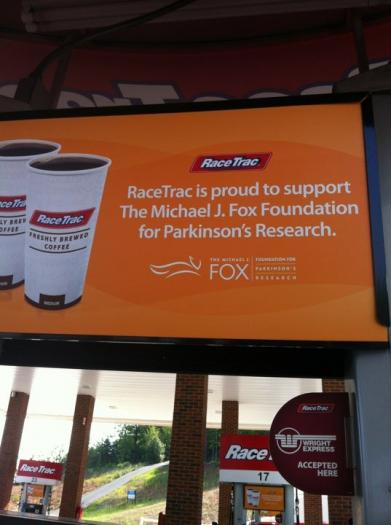 RaceTrac
RaceTrac is proud to support
The Michael J. Fox Foundation
for Parkinson's Research.
THE MICHAEL J.
FOX
FOUNDATION FOR
PARKINSON'S
RESEARCH
RaceTrac
FRESHLY BREWED
COFFEE
MEDIUM
RaceTrac
WRIGHT
EXPRESS
ACCEPTED
HERE
RaceTrac
17
RaceTrac